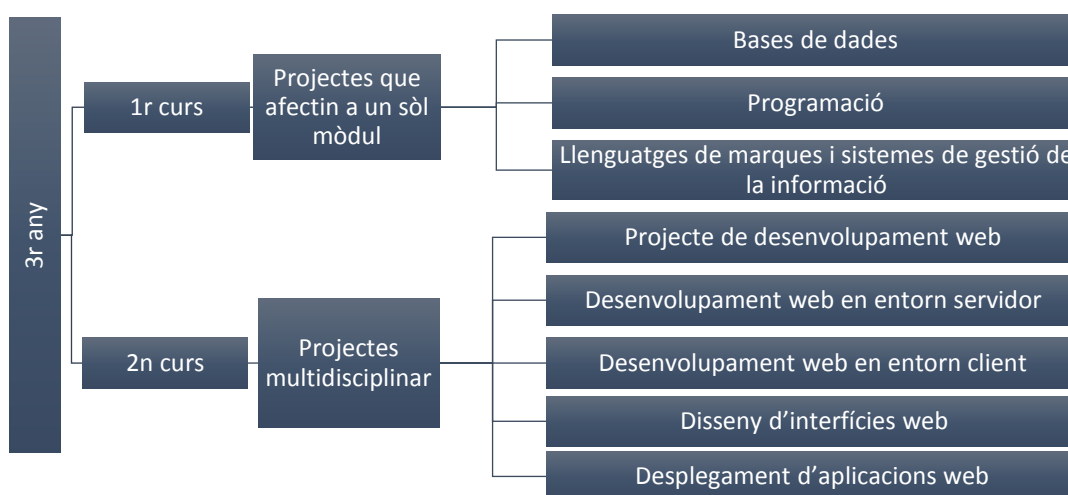 3r any
1r curs
Projectes que
afectin a un sòl
mòdul
Bases de dades
Programació
Llenguatges de marques i sistemes de gestió de
la informació
2n curs
Projectes
multidisciplinar
Projecte de desenvolupament web
Desenvolupament web en entorn servidor
Desenvolupament web en entorn client
Disseny d’interfícies web
Desplegament d’aplicacions web